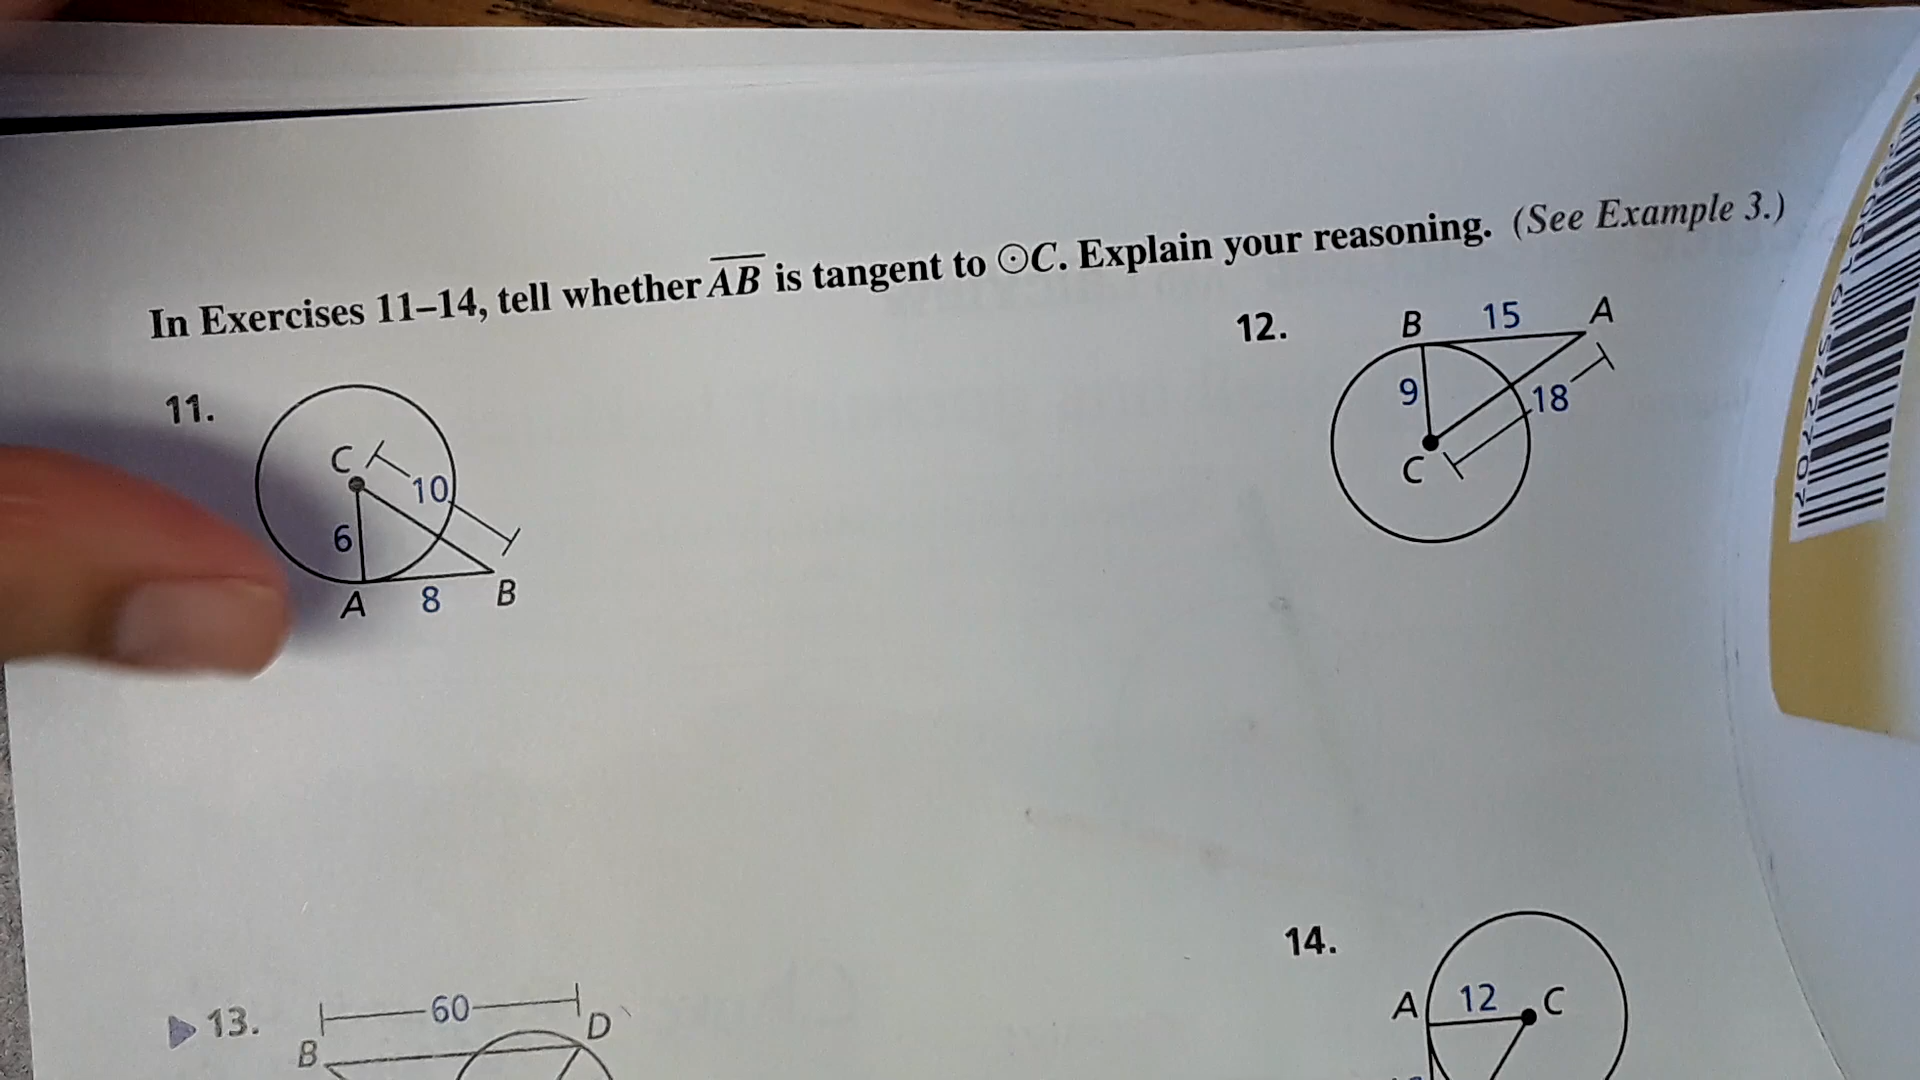 In Exercises 11–14, tell whether AB is tangent to ⊙C. Explain your reasoning. (See Example 3.)
11.
C
10
6
A 8 B
12.
B 15 A
9
18
C
13.
60
B
D
14.
A 12 C